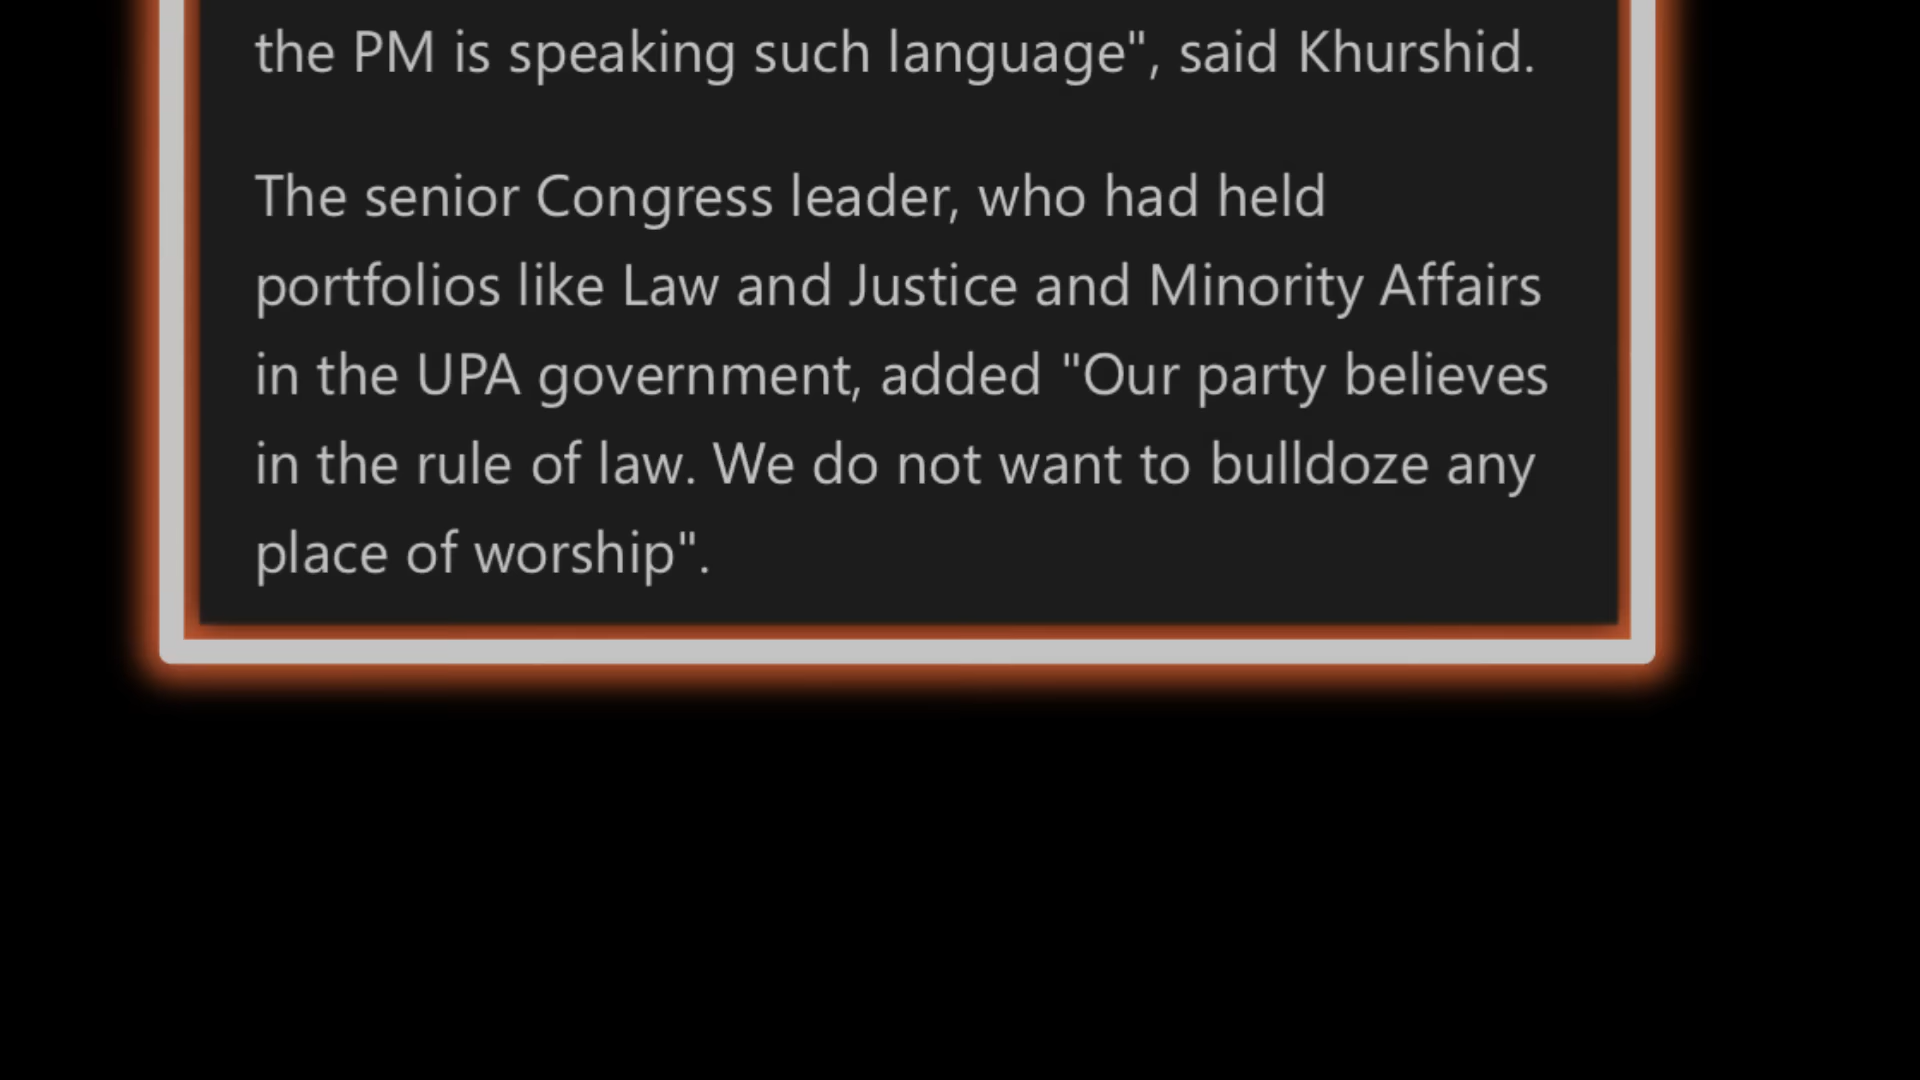 the PM is speaking such language", said Khurshid.
The senior Congress leader, who had held
portfolios like Law and Justice and Minority Affairs
in the UPA government, added "Our party believes
in the rule of law. We do not want to bulldoze any
place of worship".